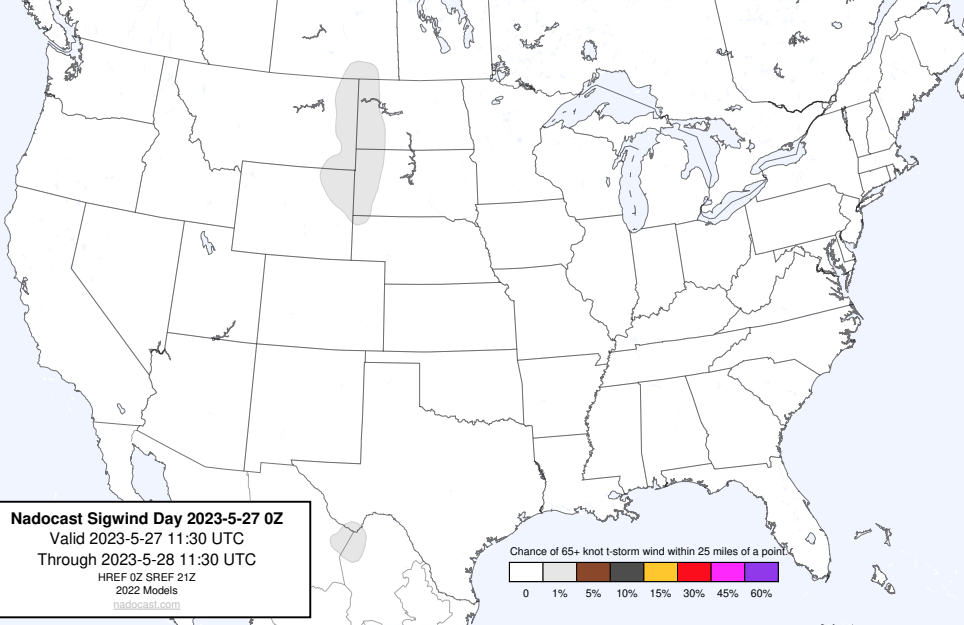 Nadocast Sigwind Day 2023-5-27 0Z
Valid 2023-5-27 11:30 UTC
Through 2023-5-28 11:30 UTC
HREF 0Z SREF 21Z
2022 Models
nadocast.com
Chance of 65+ knot t-storm wind within 25 miles of a point.
0 1% 5% 10% 15% 30% 45% 60%